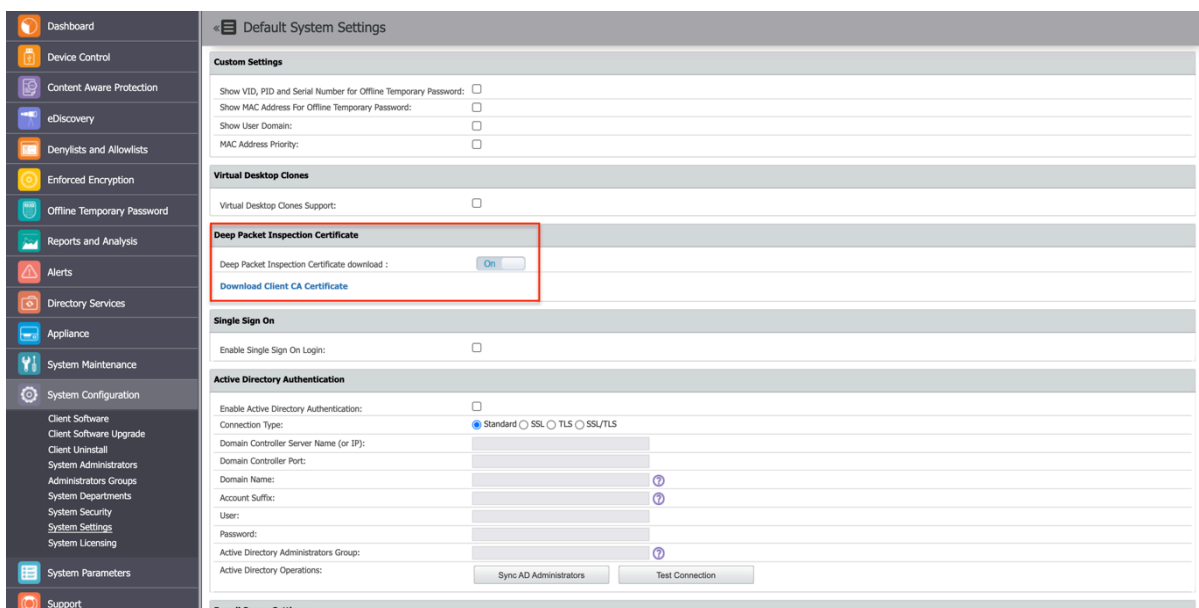 Dashboard
Device Control
Content Aware Protection
eDiscovery
Denylists and Allowlists
Enforced Encryption
Offline Temporary Password
Reports and Analysis
Alerts
Directory Services
Appliance
System Maintenance
System Configuration
Client Software
Client Software Upgrade
Client Uninstall
System Administrators
Administrators Groups
System Departments
System Security
System Settings
System Licensing
System Parameters
Support
« Default System Settings
Custom Settings
Show VID, PID and Serial Number for Offline Temporary Password:
Show MAC Address For Offline Temporary Password:
Show User Domain:
MAC Address Priority:
Virtual Desktop Clones
Virtual Desktop Clones Support:
Deep Packet Inspection Certificate
Deep Packet Inspection Certificate download : On
Download Client CA Certificate
Single Sign On
Enable Single Sign On Login:
Active Directory Authentication
Enable Active Directory Authentication:
Connection Type: Standard SSL TLS SSL/TLS
Domain Controller Server Name (or IP):
Domain Controller Port:
Domain Name: ?
Account Suffix: ?
User:
Password:
Active Directory Administrators Group: ?
Active Directory Operations: Sync AD Administrators Test Connection